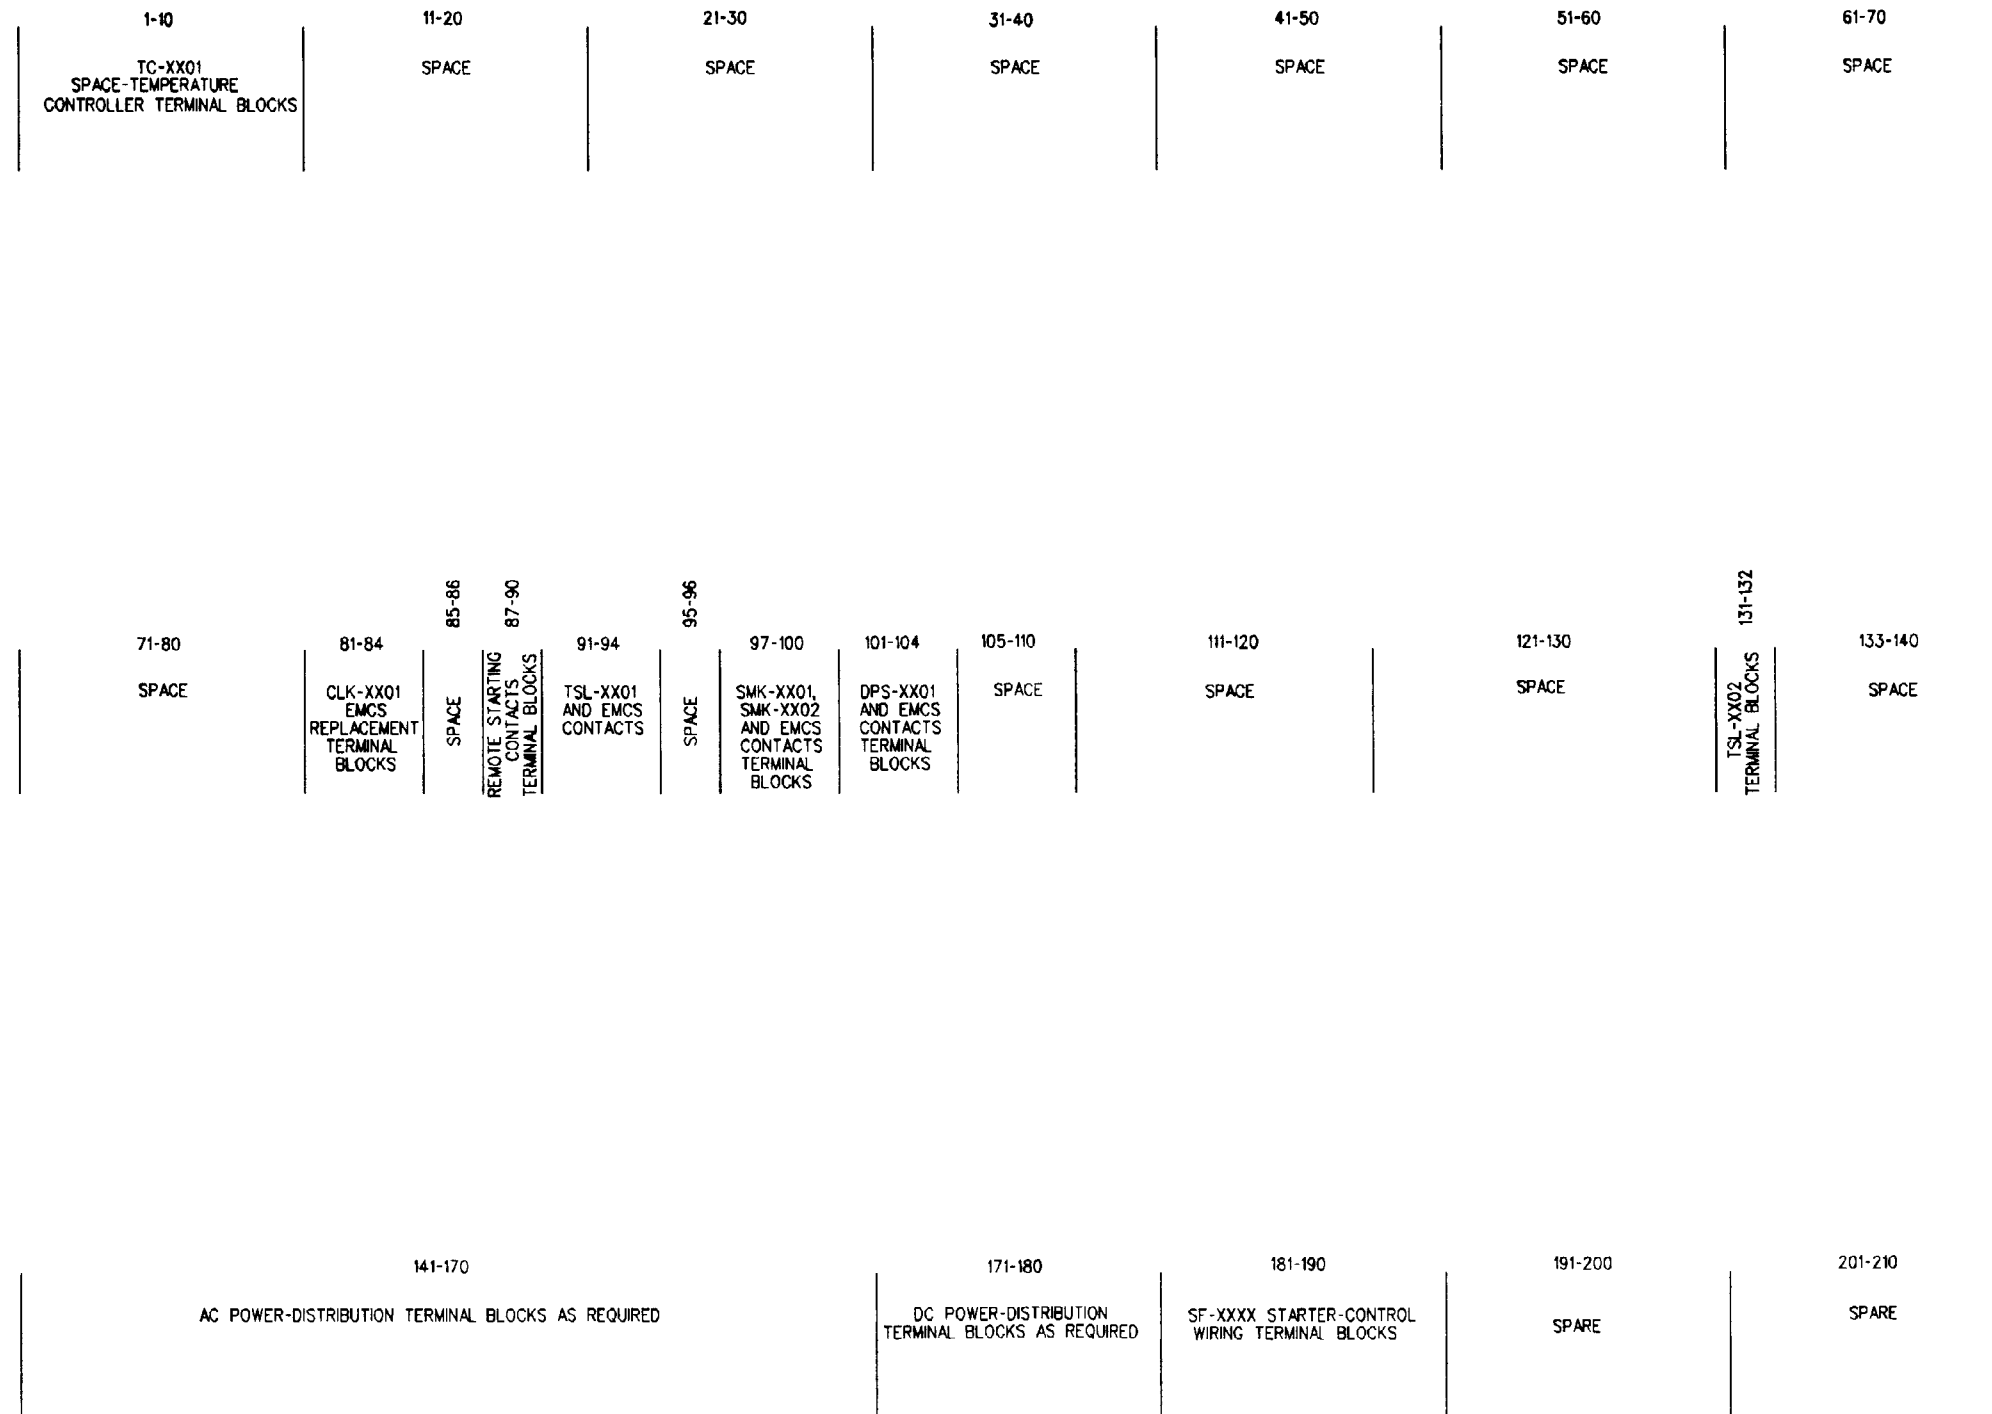 1-10
TC-XX01
SPACE-TEMPERATURE
CONTROLLER TERMINAL BLOCKS
11-20
SPACE
21-30
SPACE
31-40
SPACE
41-50
SPACE
51-60
SPACE
61-70
SPACE
71-80
SPACE
81-84
CLK-XX01
EMCS
REPLACEMENT
TERMINAL
BLOCKS
85-86
SPACE
87-90
REMOTE STARTING
CONTACTS
TERMINAL BLOCKS
91-94
TSL-XX01
AND EMCS
CONTACTS
95-96
SPACE
97-100
SMK-XX01,
SMK-XX02
AND EMCS
CONTACTS
TERMINAL
BLOCKS
101-104
DPS-XX01
AND EMCS
CONTACTS
TERMINAL
BLOCKS
105-110
SPACE
111-120
SPACE
121-130
SPACE
131-132
TSL-XX02
TERMINAL BLOCKS
133-140
SPACE
141-170
AC POWER-DISTRIBUTION TERMINAL BLOCKS AS REQUIRED
171-180
DC POWER-DISTRIBUTION
TERMINAL BLOCKS AS REQUIRED
181-190
SF-XXXX STARTER-CONTROL
WIRING TERMINAL BLOCKS
191-200
SPARE
201-210
SPARE